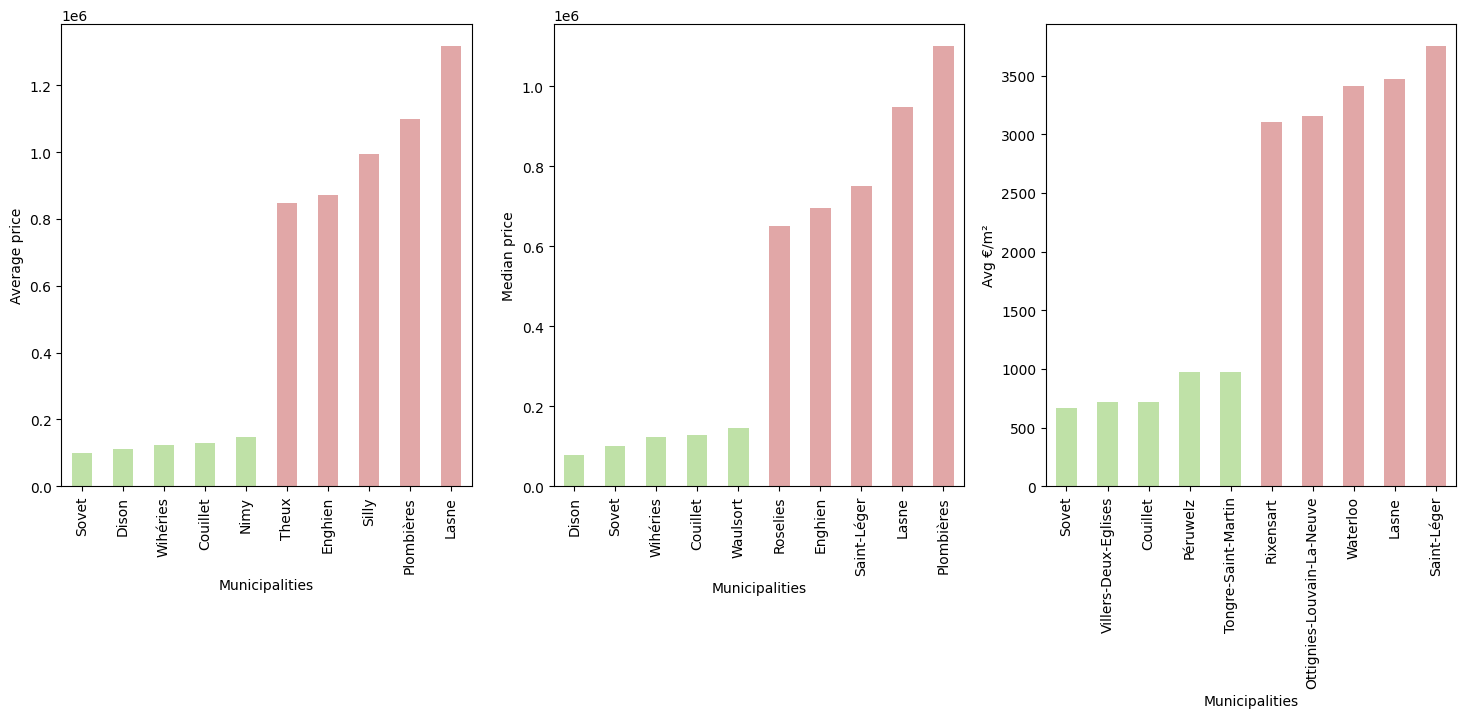 1e6
1.2
1.0
0.8
0.6
0.4
0.2
0.0
Average price
Sovet
Dison
Wihéries
Couillet
Nimy
Theux
Enghien
Silly
Plombières
Lasne
Municipalities
1e6
1.0
0.8
0.6
0.4
0.2
0.0
Median price
Dison
Sovet
Wihéries
Couillet
Waulsort
Roselies
Enghien
Saint-Léger
Lasne
Plombières
Municipalities
3500
3000
2500
2000
1500
1000
500
0
Avg €/m²
Sovet
Villers-Deux-Eglises
Couillet
Péruwelz
Tongre-Saint-Martin
Rixensart
Ottignies-Louvain-La-Neuve
Waterloo
Lasne
Saint-Léger
Municipalities